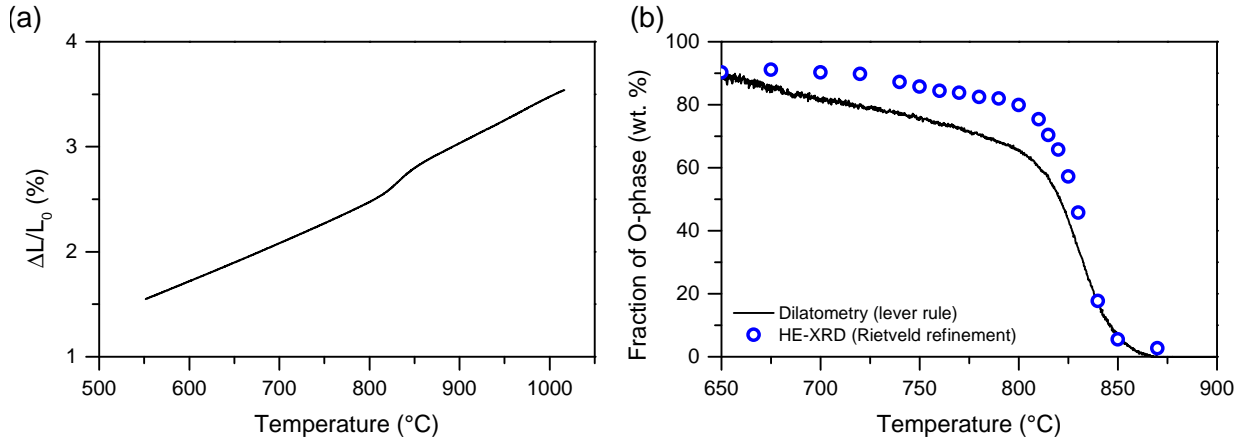 (a)
4
3
2
1
ΔL/L₀ (%)
500 600 700 800 900 1000
Temperature (°C)
(b)
100
80
60
40
20
0
Fraction of O-phase (wt. %)
Dilatometry (lever rule)
HE-XRD (Rietveld refinement)
650 700 750 800 850 900
Temperature (°C)